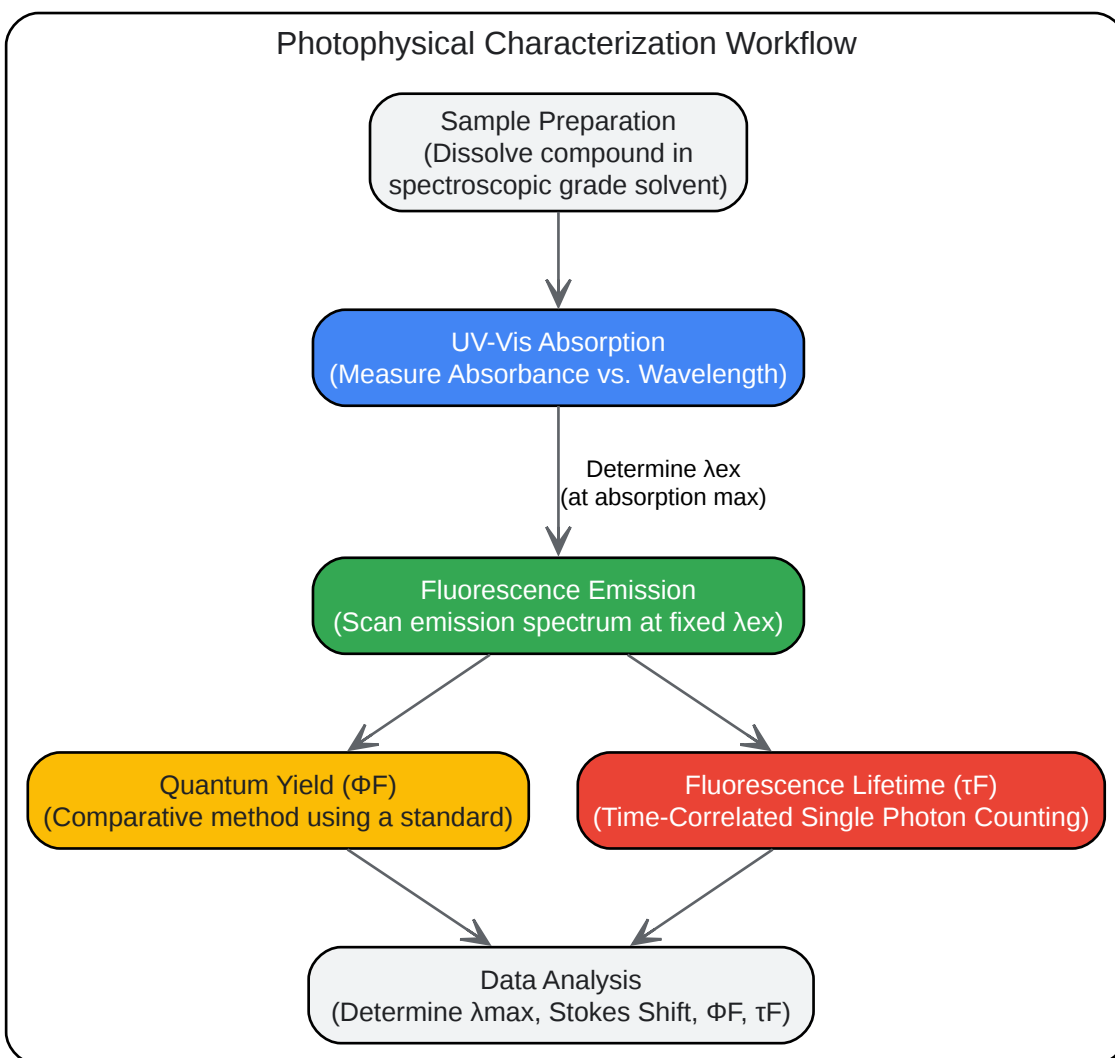 Photophysical Characterization Workflow
Sample Preparation
(Dissolve compound in
spectroscopic grade solvent)
UV-Vis Absorption
(Measure Absorbance vs. Wavelength)
Determine λex
(at absorption max)
Fluorescence Emission
(Scan emission spectrum at fixed λex)
Quantum Yield (ΦF)
(Comparative method using a standard)
Fluorescence Lifetime (τF)
(Time-Correlated Single Photon Counting)
Data Analysis
(Determine λmax, Stokes Shift, ΦF, τF)